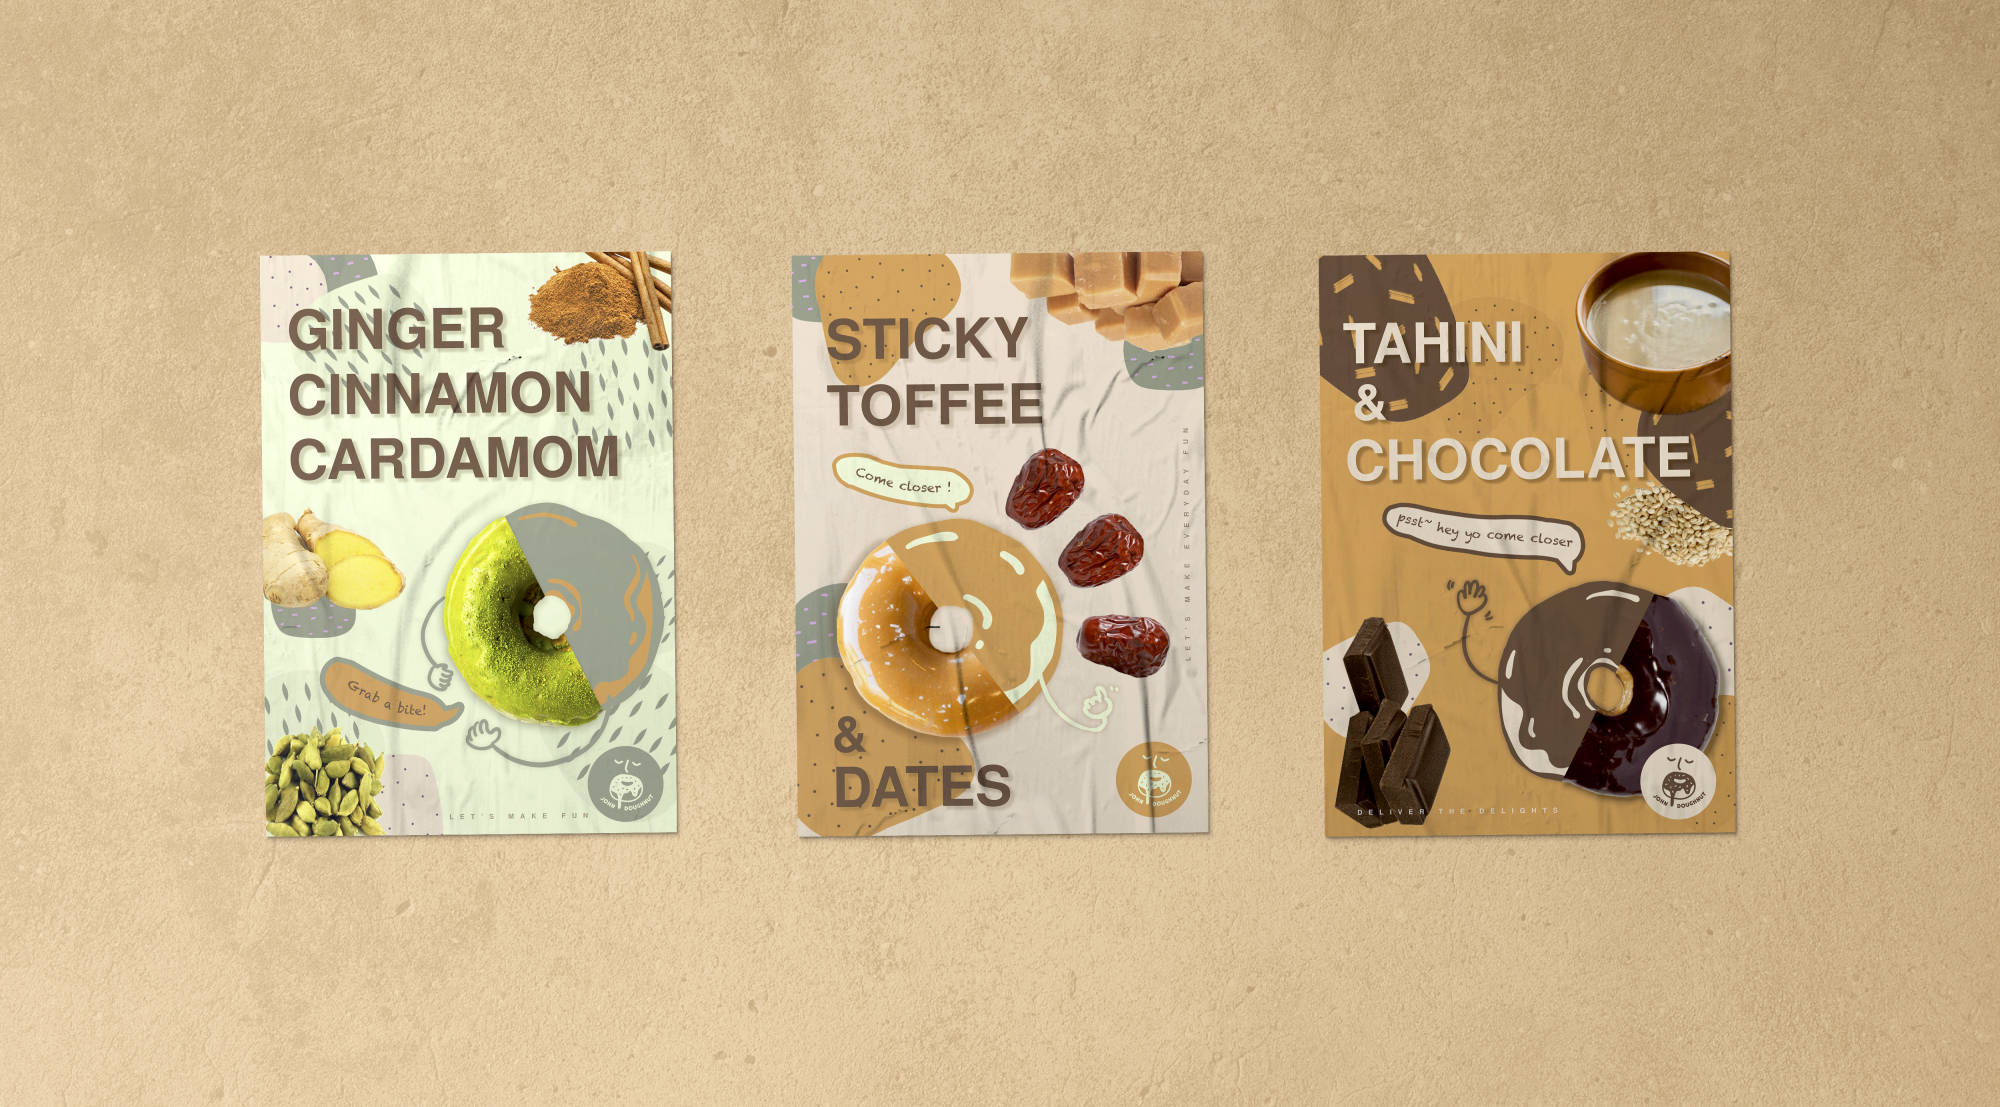 GINGER
CINNAMON
CARDAMOM
Grab a bite!
LET'S MAKE FUN
JOHN DOUGHNUT
STICKY
TOFFEE
Come closer !
LET'S MAKE EVERYDAY FUN
&
DATES
JOHN DOUGHNUT
TAHINI
&
CHOCOLATE
psst~ hey yo come closer
DELIVER THE DELIGHTS
JOHN DOUGHNUT